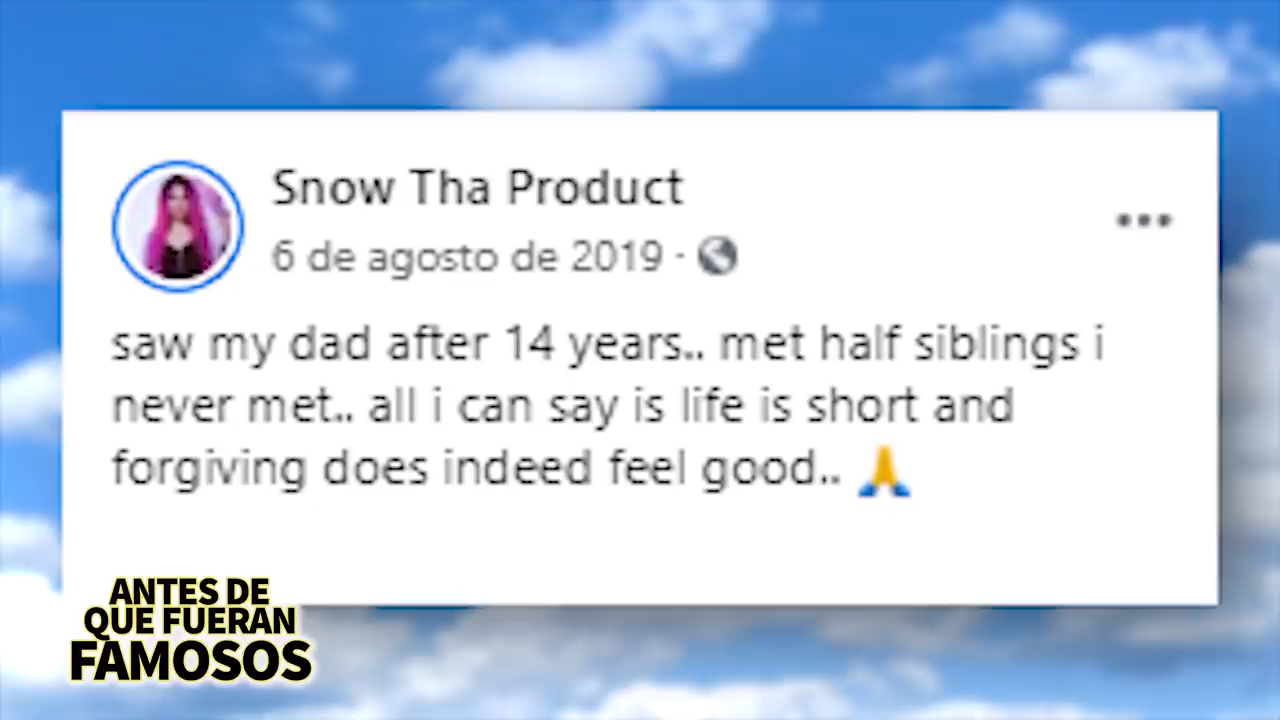 Snow Tha Product
6 de agosto de 2019 ·
saw my dad after 14 years.. met half siblings i
never met.. all i can say is life is short and
forgiving does indeed feel good.. 🙏
ANTES DE
QUE FUERAN
FAMOSOS